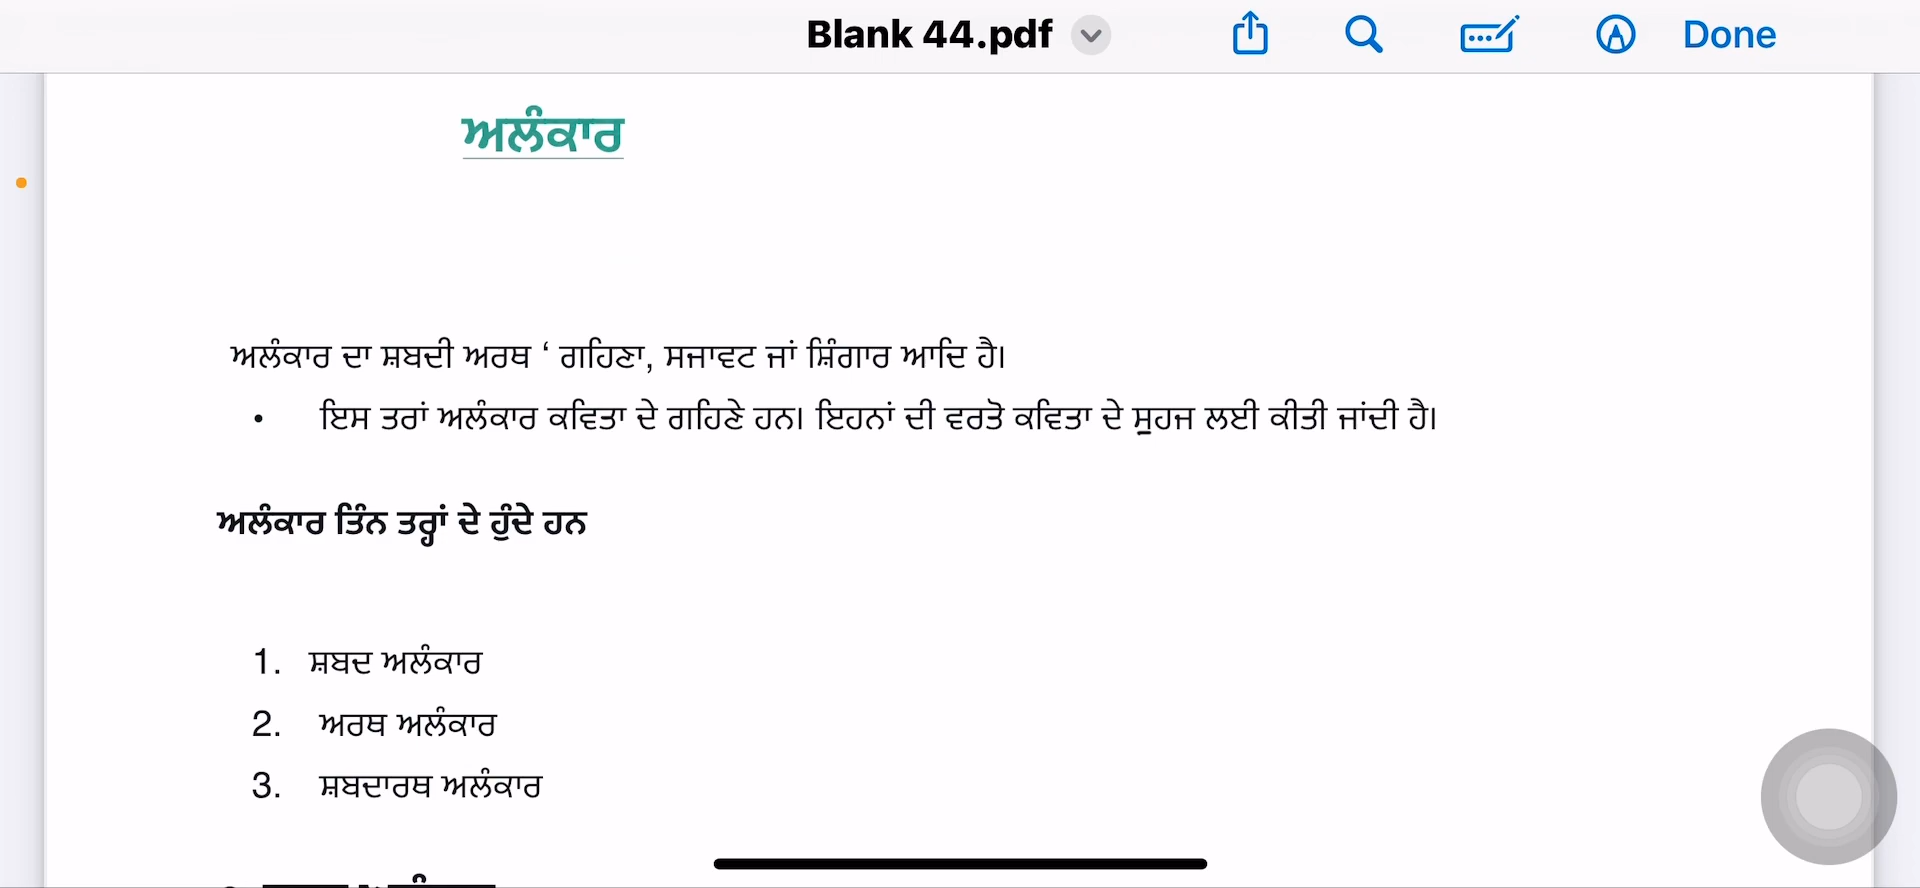 Blank 44.pdf
Done
ਅਲੰਕਾਰ
ਅਲੰਕਾਰ ਦਾ ਸ਼ਬਦੀ ਅਰਥ ‘ ਗਹਿਣਾ, ਸਜਾਵਟ ਜਾਂ ਸ਼ਿੰਗਾਰ ਆਦਿ ਹੈ।
• ਇਸ ਤਰਾਂ ਅਲੰਕਾਰ ਕਵਿਤਾ ਦੇ ਗਹਿਣੇ ਹਨ। ਇਹਨਾਂ ਦੀ ਵਰਤੋ ਕਵਿਤਾ ਦੇ ਸੁਹਜ ਲਈ ਕੀਤੀ ਜਾਂਦੀ ਹੈ।
ਅਲੰਕਾਰ ਤਿੰਨ ਤਰ੍ਹਾਂ ਦੇ ਹੁੰਦੇ ਹਨ
1. ਸ਼ਬਦ ਅਲੰਕਾਰ
2. ਅਰਥ ਅਲੰਕਾਰ
3. ਸ਼ਬਦਾਰਥ ਅਲੰਕਾਰ